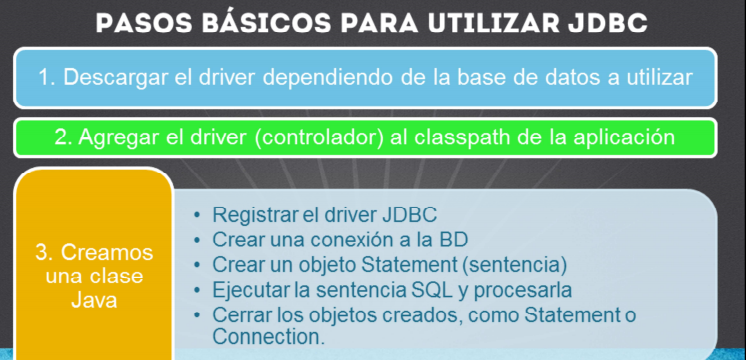 PASOS BÁSICOS PARA UTILIZAR JDBC
1. Descargar el driver dependiendo de la base de datos a utilizar
2. Agregar el driver (controlador) al classpath de la aplicación
3. Creamos
una clase
Java
• Registrar el driver JDBC
• Crear una conexión a la BD
• Crear un objeto Statement (sentencia)
• Ejecutar la sentencia SQL y procesarla
• Cerrar los objetos creados, como Statement o
Connection.